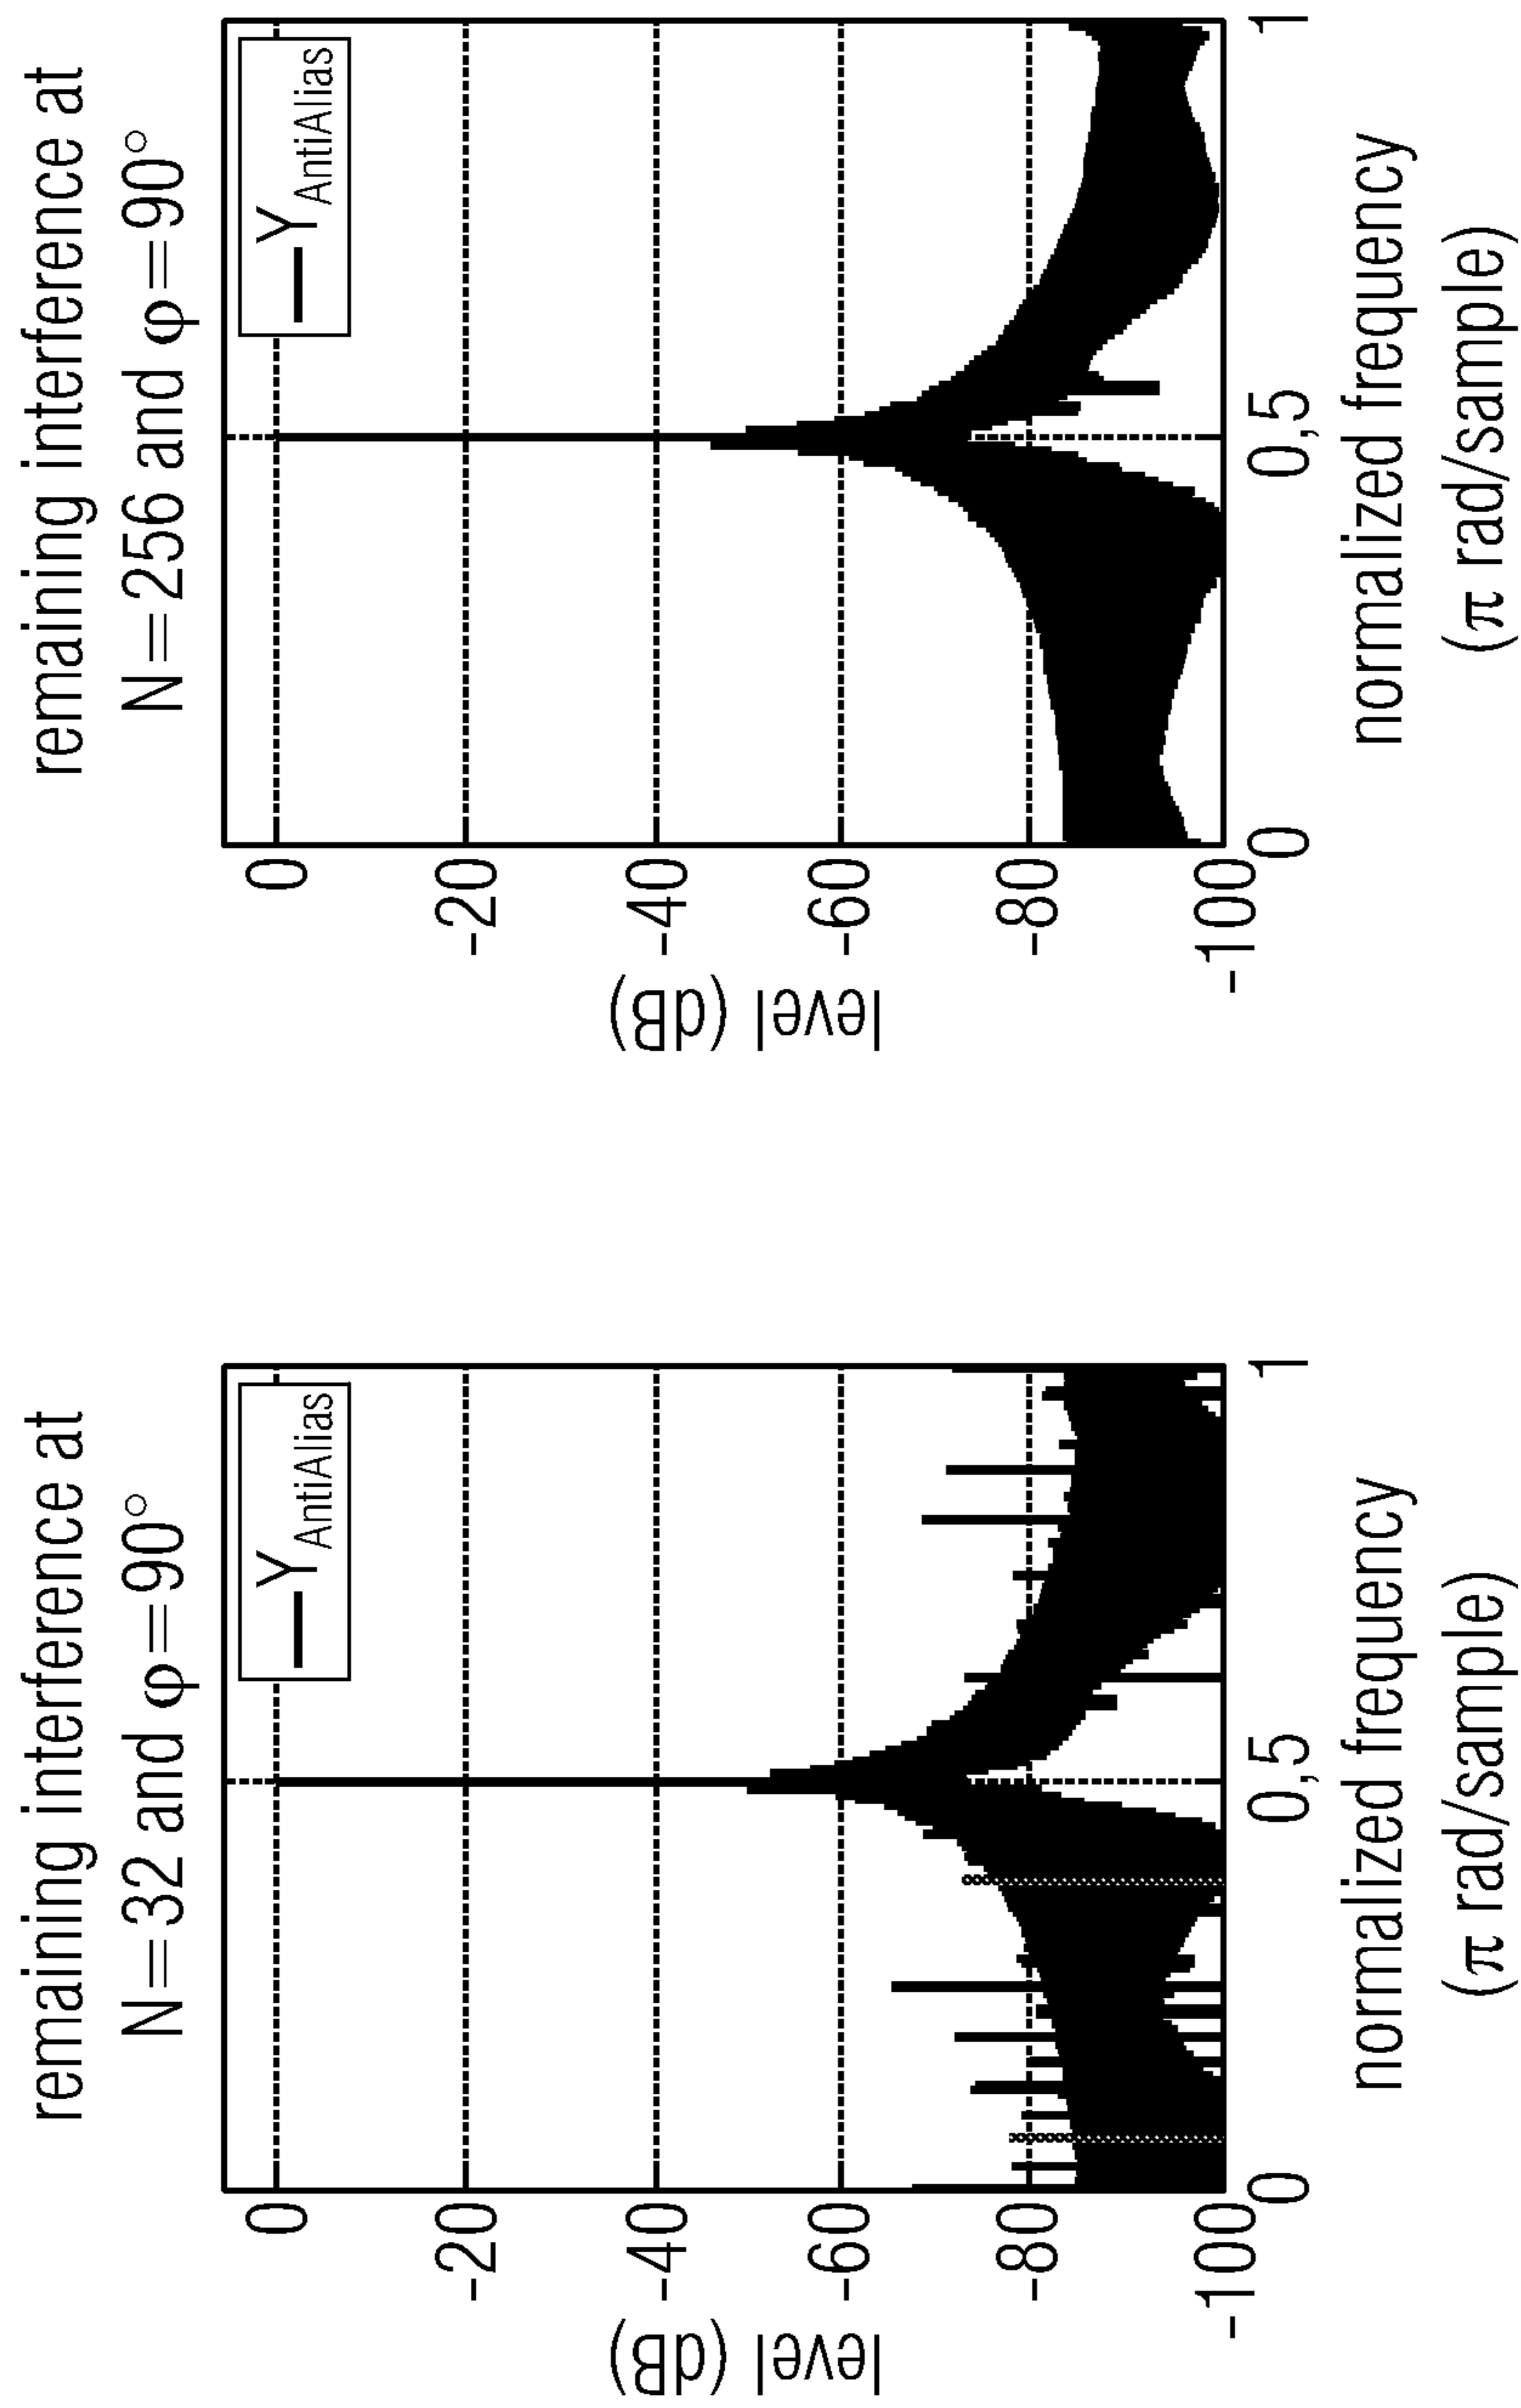 remaining interference at
N=32 and φ=90°
Y AntiAlias
0
-20
-40
-60
-80
-100
level (dB)
0
0,5
1
normalized frequency
(π rad/sample)
remaining interference at
N=256 and φ=90°
Y AntiAlias
0
-20
-40
-60
-80
-100
level (dB)
0
0,5
1
normalized frequency
(π rad/sample)